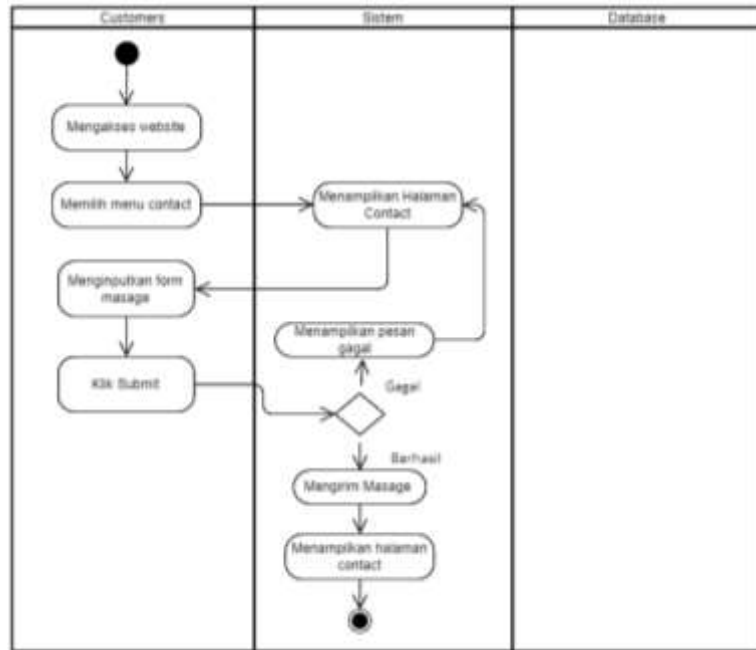 Customers
Sistem
Database
Mengakses website
Memilih menu contact
Menampilkan Halaman
Contact
Menginputkan form
masage
Menampilkan pesan
gagal
Klik Submit
Gagal
Berhasil
Mengirim Masage
Menampilkan halaman
contact